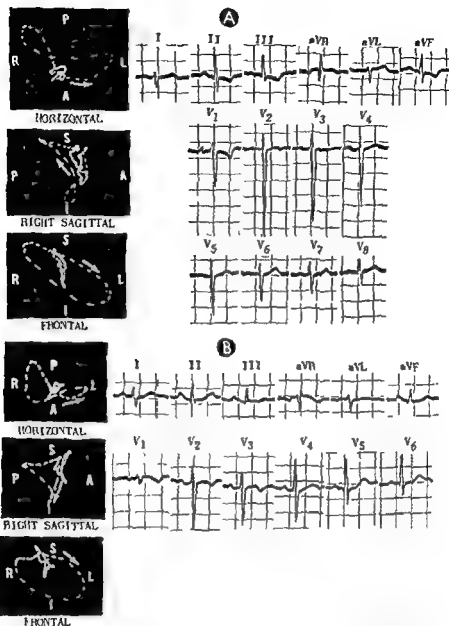 A
P
R L
A
HORIZONTAL
I II III aVR aVL aVF
S
P A
I
RIGHT SAGITTAL
V1 V2 V3 V4
S
R L
I
FRONTAL
V5 V6 V7 V8
B
P
R L
A
HORIZONTAL
I II III aVR aVL aVF
S
P A
RIGHT SAGITTAL
V1 V2 V3 V4 V5 V6
S
R L
I
FRONTAL